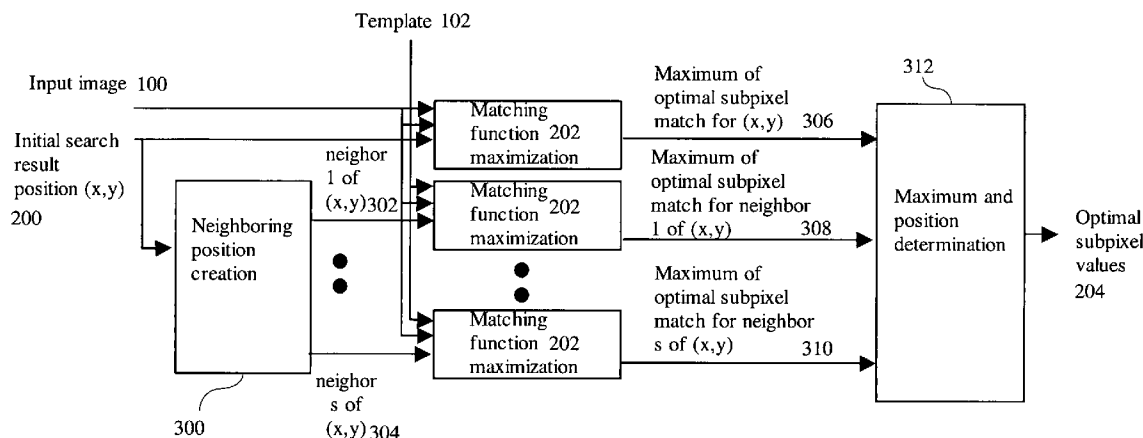 Template 102
Input image 100
Initial search
result
position (x,y)
200
Neighboring
position
creation
300
neighor
1 of
(x,y)302
neighor
s of
(x,y)304
Matching
function 202
maximization
Matching
function 202
maximization
Matching
function 202
maximization
Maximum of
optimal subpixel
match for (x,y) 306
Maximum of
optimal subpixel
match for neighbor
1 of (x,y) 308
Maximum of
optimal subpixel
match for neighbor
s of (x,y) 310
312
Maximum and
position
determination
Optimal
subpixel
values
204